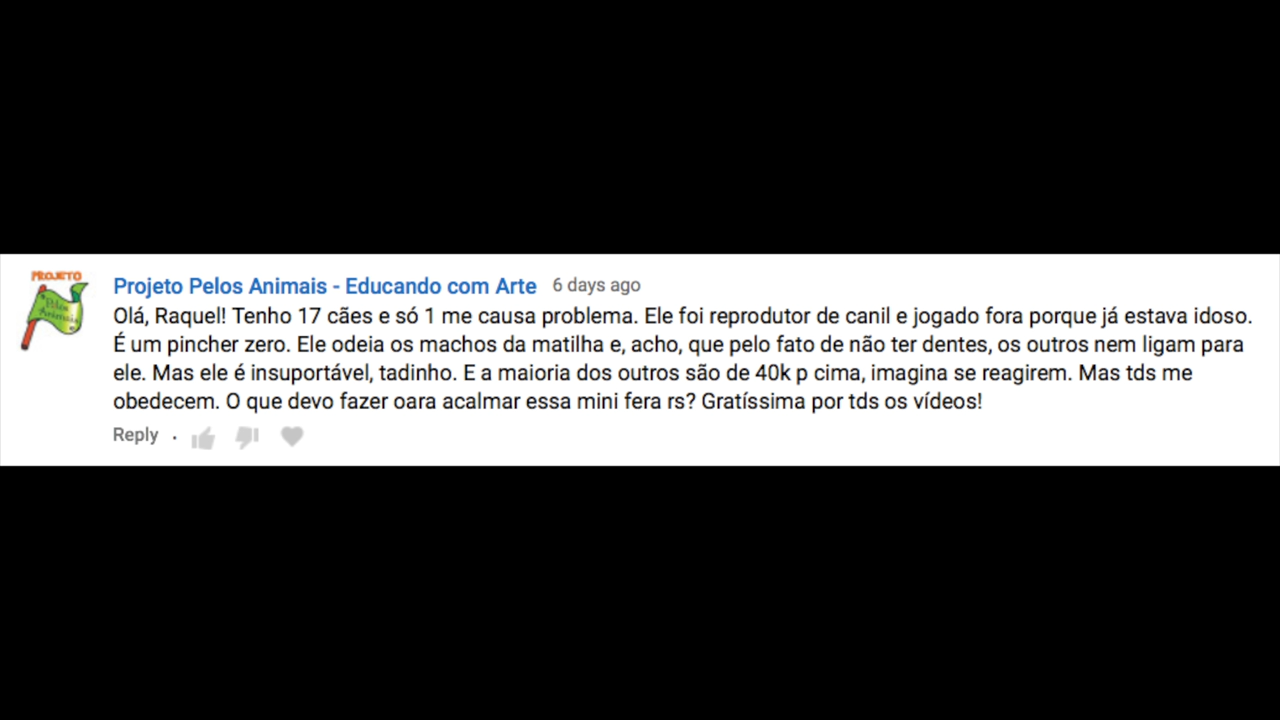 PROJETO
Pelos
Animais
Projeto Pelos Animais - Educando com Arte 6 days ago
Olá, Raquel! Tenho 17 cães e só 1 me causa problema. Ele foi reprodutor de canil e jogado fora porque já estava idoso.
É um pincher zero. Ele odeia os machos da matilha e, acho, que pelo fato de não ter dentes, os outros nem ligam para
ele. Mas ele é insuportável, tadinho. E a maioria dos outros são de 40k p cima, imagina se reagirem. Mas tds me
obedecem. O que devo fazer oara acalmar essa mini fera rs? Gratíssima por tds os vídeos!
Reply ·